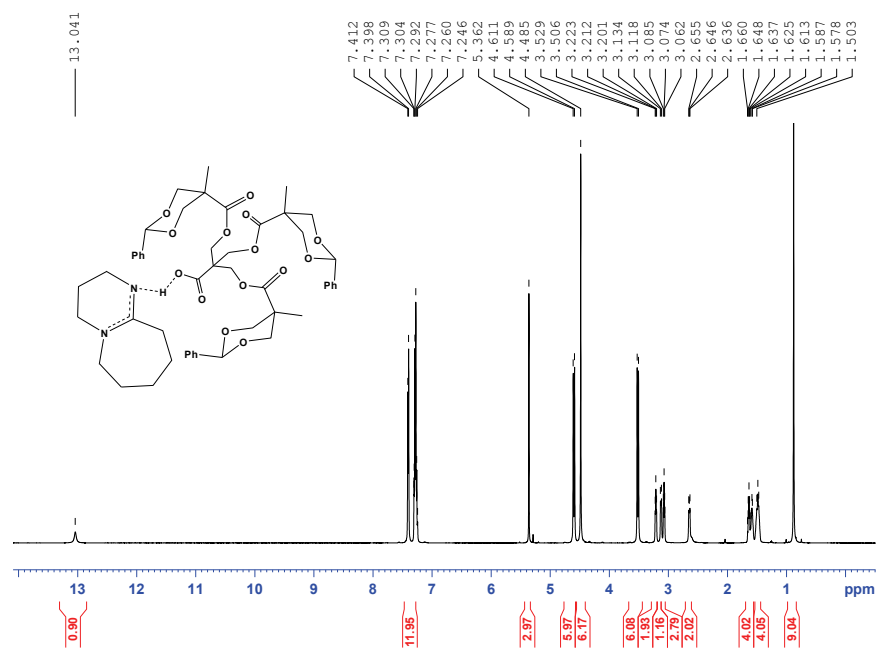 13.041
7.412
7.398
7.309
7.304
7.292
7.277
7.260
7.246
5.362
4.611
4.589
4.485
3.529
3.506
3.223
3.212
3.201
3.134
3.118
3.085
3.074
3.062
2.655
2.646
2.636
1.660
1.648
1.637
1.625
1.613
1.587
1.578
1.503
O
O
O
Ph
O
O
O
O
O
O
Ph
O
H
N
O
O
O
N
O
O
Ph
13 12 11 10 9 8 7 6 5 4 3 2 1 ppm
0.90
11.95
2.97
5.97
6.17
6.08
1.93
1.16
2.79
2.02
4.02
4.05
9.04